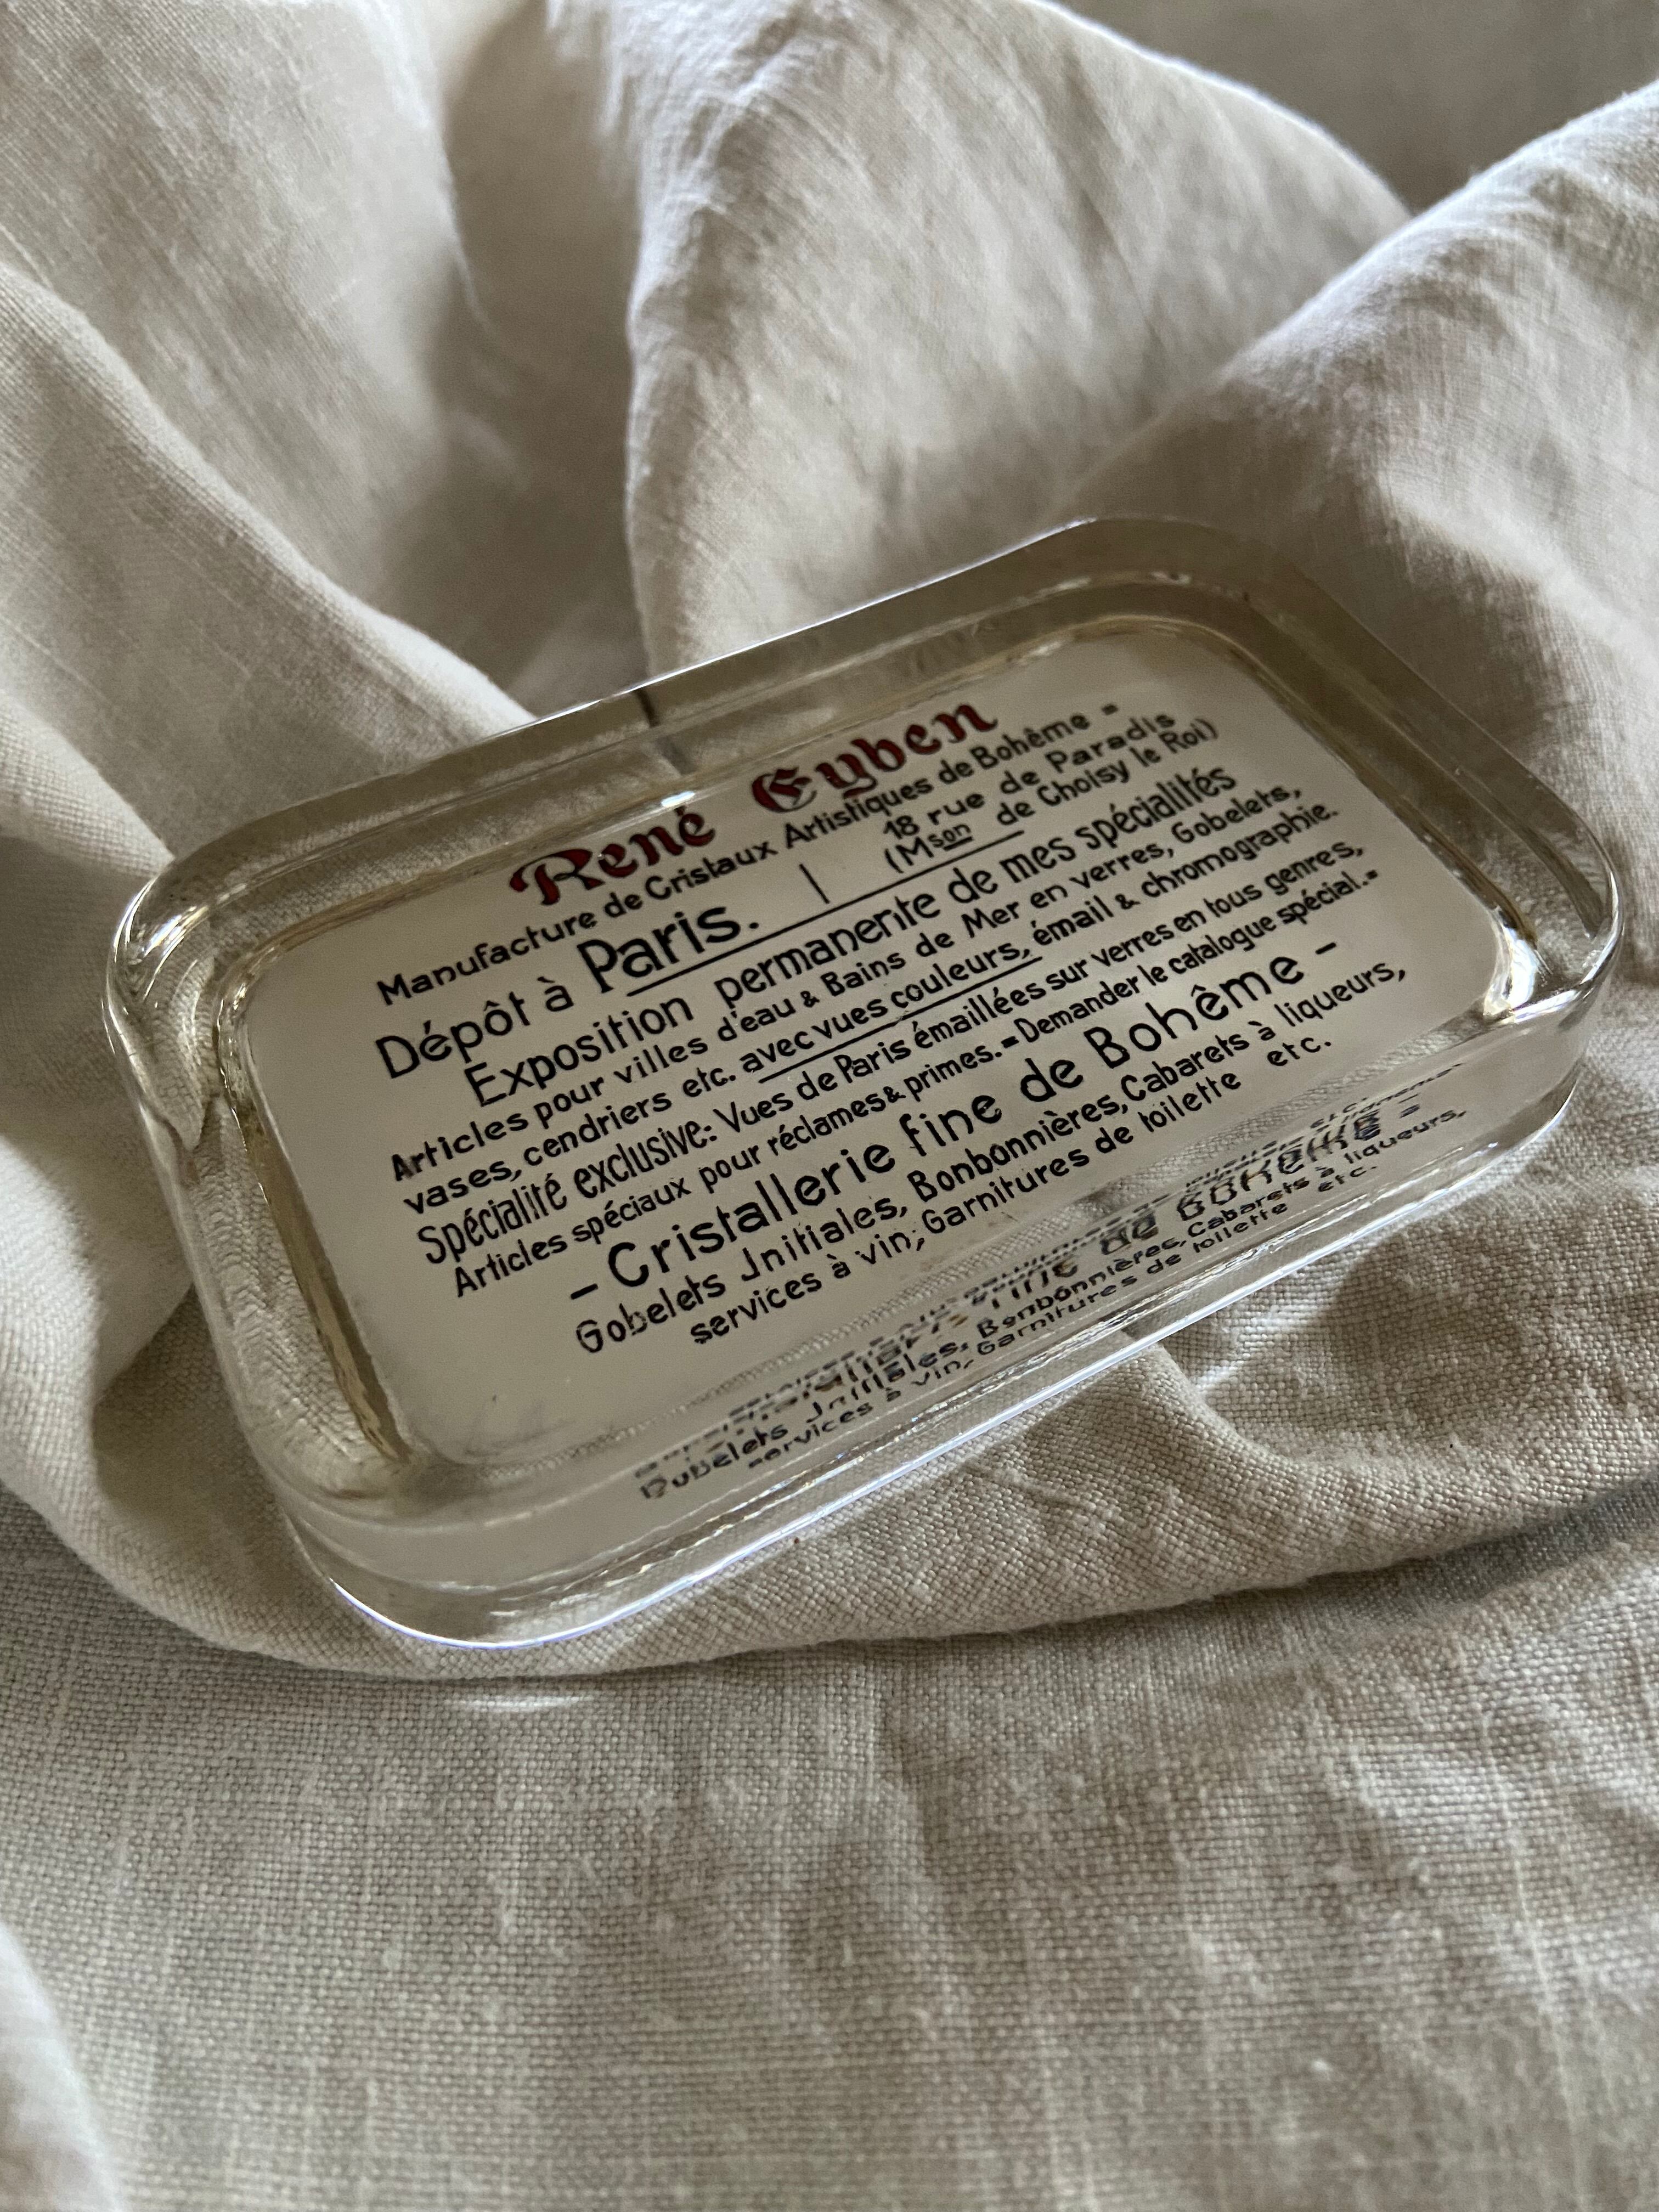 René Eyben
Manufacture de Cristaux Artistiques de Bohême =
Dépôt à Paris. | 18 rue de Paradis
(Mson de Choisy le Roi)
Exposition permanente de mes spécialités
Articles pour villes d'eau & Bains de Mer en verres, Gobelets,
vases, cendriers etc. avec vues couleurs, émail & chromographie.
Spécialité exclusive: Vues de Paris émaillées sur verres en tous genres,
Articles spéciaux pour réclames & primes. = Demander le catalogue spécial. =
– Cristallerie fine de Bohême –
Gobelets Initiales, Bonbonnières, Cabarets à liqueurs,
services à vin; Garnitures de toilette etc.